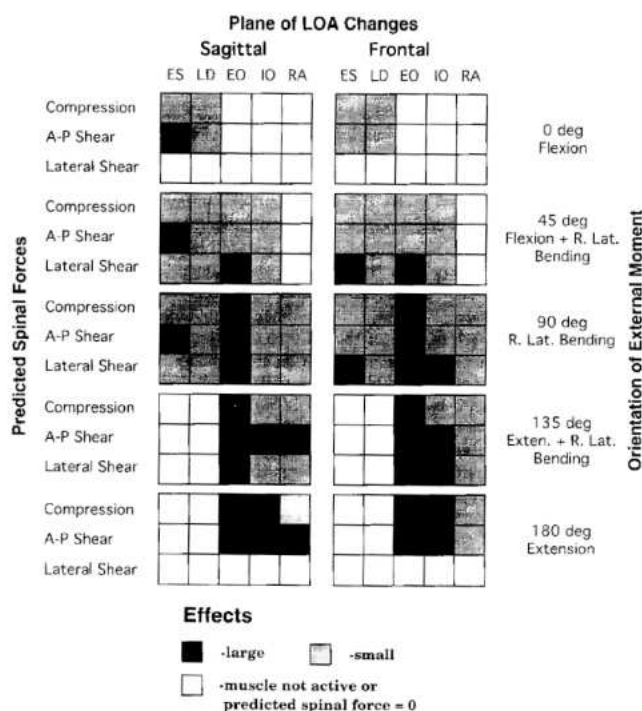 Plane of LOA Changes
Sagittal Frontal
ES LD EO IO RA ES LD EO IO RA
Predicted Spinal Forces
Orientation of External Moment
Compression
A-P Shear
Lateral Shear
0 deg
Flexion
Compression
A-P Shear
Lateral Shear
45 deg
Flexion + R. Lat.
Bending
Compression
A-P Shear
Lateral Shear
90 deg
R. Lat. Bending
Compression
A-P Shear
Lateral Shear
135 deg
Exten. + R. Lat.
Bending
Compression
A-P Shear
Lateral Shear
180 deg
Extension
Effects
-large -small
-muscle not active or
predicted spinal force = 0